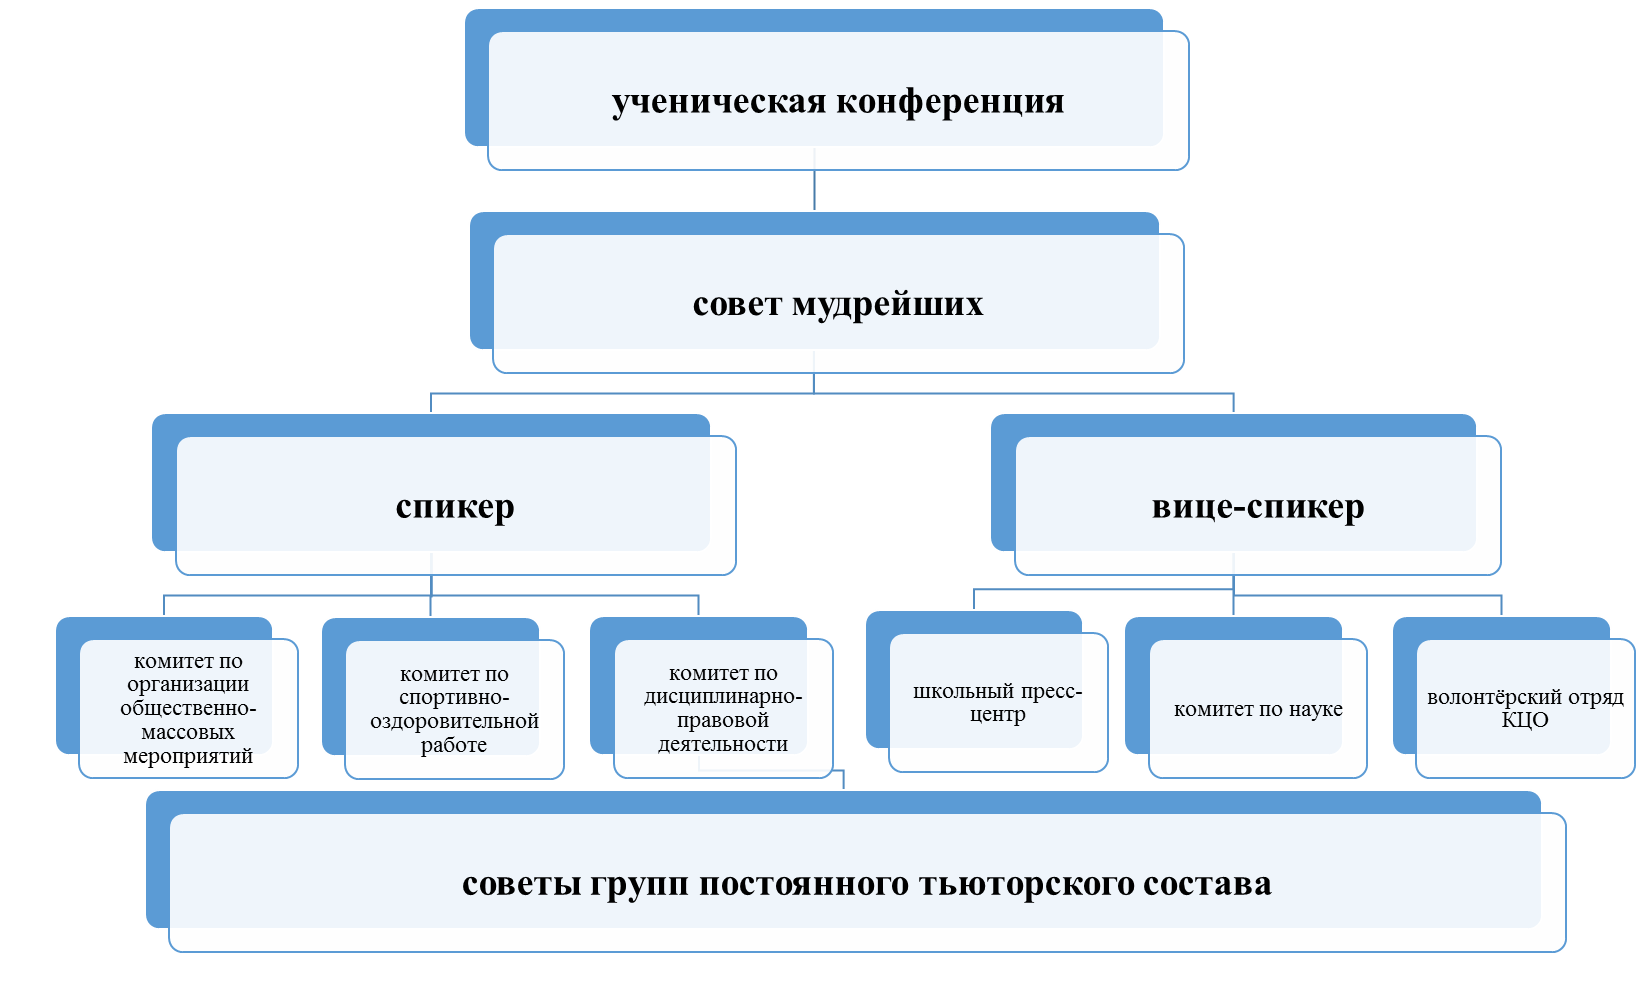 ученическая конференция
совет мудрейших
спикер
вице-спикер
комитет по
организации
общественно-
массовых
мероприятий
комитет по
спортивно-
оздоровительной
работе
комитет по
дисциплинарно-
правовой
деятельности
школьный пресс-
центр
комитет по науке
волонтёрский отряд
КЦО
советы групп постоянного тьюторского состава